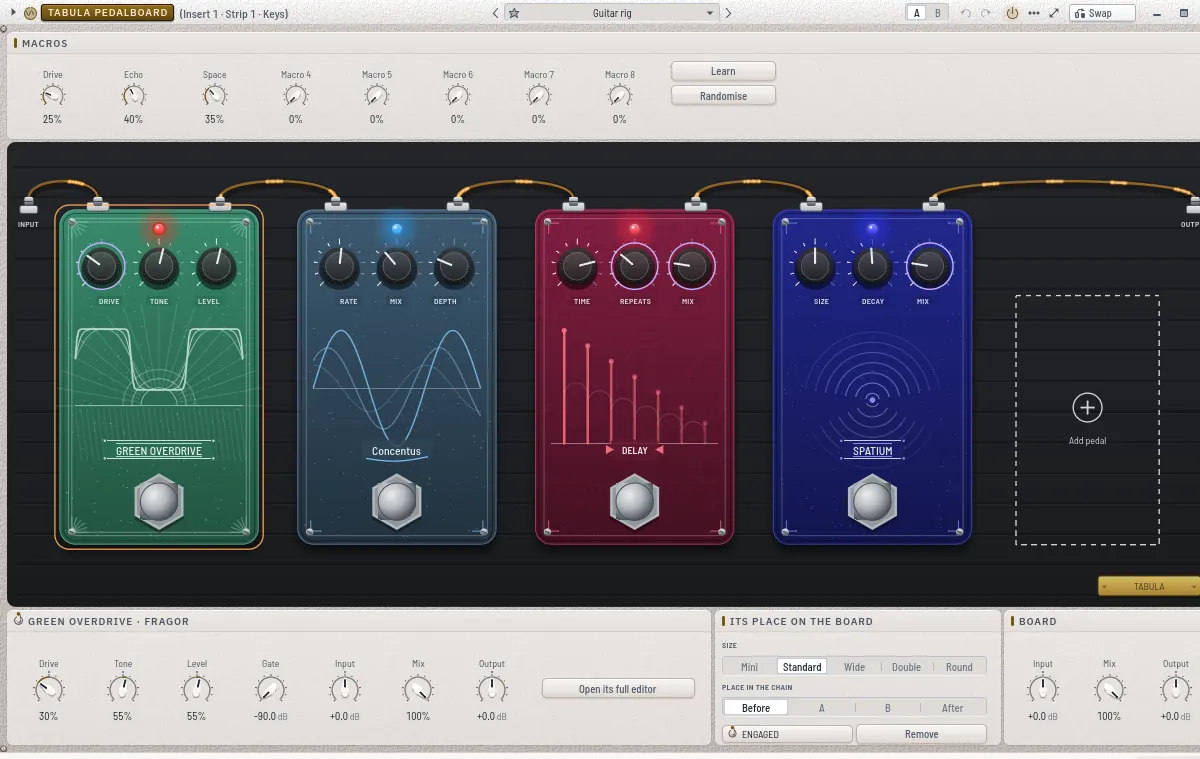 TABULA PEDALBOARD (Insert 1 · Strip 1 · Keys) Guitar rig A B Swap
MACROS
Drive Echo Space Macro 4 Macro 5 Macro 6 Macro 7 Macro 8 Learn
Randomise
25% 40% 35% 0% 0% 0% 0% 0%
INPUT OUTP
DRIVE TONE LEVEL RATE MIX DEPTH TIME REPEATS MIX SIZE DECAY MIX
Add pedal
GREEN OVERDRIVE Concentus DELAY SPATIUM
TABULA
GREEN OVERDRIVE · FRAGOR ITS PLACE ON THE BOARD BOARD
SIZE
Drive Tone Level Gate Input Mix Output Mini Standard Wide Double Round Input Mix Output
Open its full editor PLACE IN THE CHAIN
30% 55% 55% -90.0 dB +0.0 dB 100% +0.0 dB Before A B After +0.0 dB 100% +0.0 dB
ENGAGED Remove